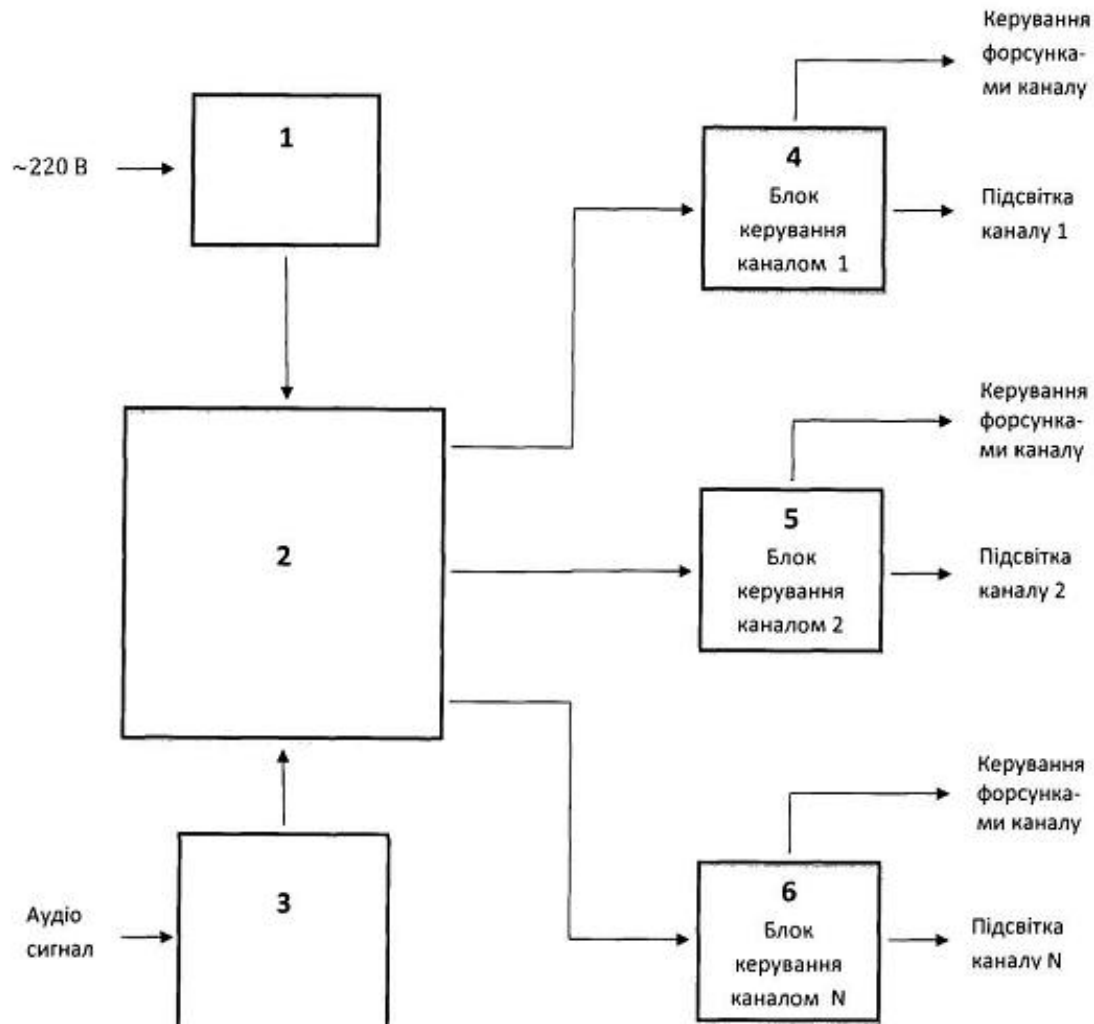 Керування
форсунка-
ми каналу
1
~220 В
4
Блок
керування
каналом 1
Підсвітка
каналу 1
Керування
форсунка-
ми каналу
2
5
Блок
керування
каналом 2
Підсвітка
каналу 2
Керування
форсунка-
ми каналу
3
Аудіо
сигнал
6
Блок
керування
каналом N
Підсвітка
каналу N